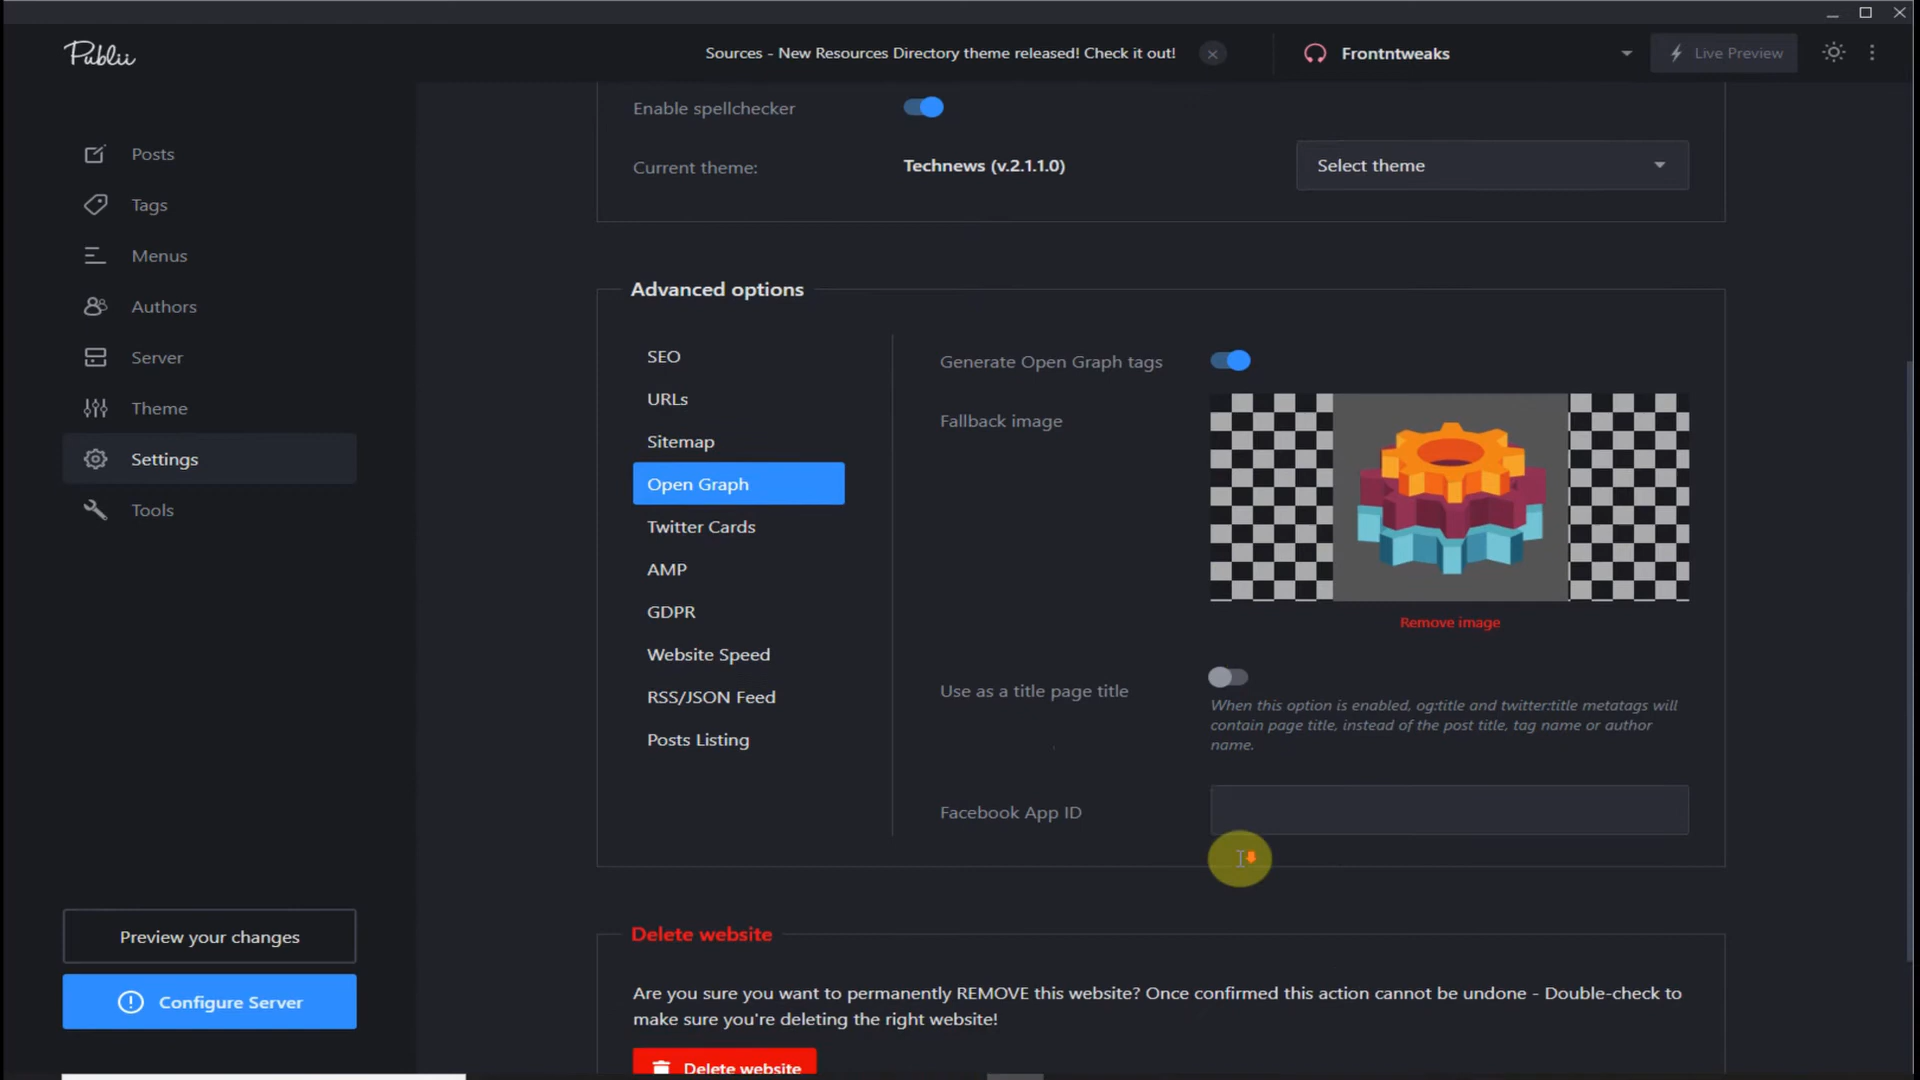 Publii
Sources - New Resources Directory theme released! Check it out!
Frontntweaks
Live Preview
Posts
Tags
Menus
Authors
Server
Theme
Settings
Tools
Preview your changes
Configure Server
Enable spellchecker
Current theme:
Technews (v.2.1.1.0)
Select theme
Advanced options
SEO
URLs
Sitemap
Open Graph
Twitter Cards
AMP
GDPR
Website Speed
RSS/JSON Feed
Posts Listing
Generate Open Graph tags
Fallback image
Remove image
Use as a title page title
When this option is enabled, og:title and twitter:title metatags will
contain page title, instead of the post title, tag name or author
name.
Facebook App ID
Delete website
Are you sure you want to permanently REMOVE this website? Once confirmed this action cannot be undone - Double-check to
make sure you're deleting the right website!
Delete website